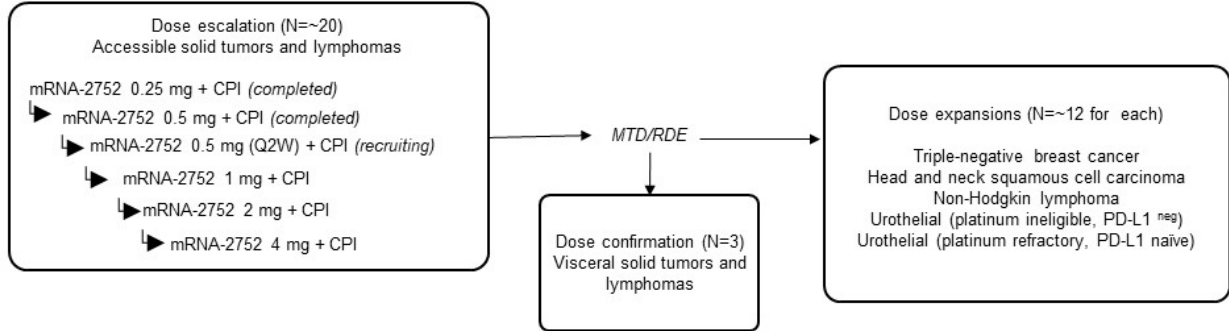 Dose escalation (N=~20)
Accessible solid tumors and lymphomas
mRNA-2752 0.25 mg + CPI (completed)
mRNA-2752 0.5 mg + CPI (completed)
mRNA-2752 0.5 mg (Q2W) + CPI (recruiting)
mRNA-2752 1 mg + CPI
mRNA-2752 2 mg + CPI
mRNA-2752 4 mg + CPI
MTD/RDE
Dose confirmation (N=3)
Visceral solid tumors and
lymphomas
Dose expansions (N=~12 for each)
Triple-negative breast cancer
Head and neck squamous cell carcinoma
Non-Hodgkin lymphoma
Urothelial (platinum ineligible, PD-L1 neg)
Urothelial (platinum refractory, PD-L1 naïve)